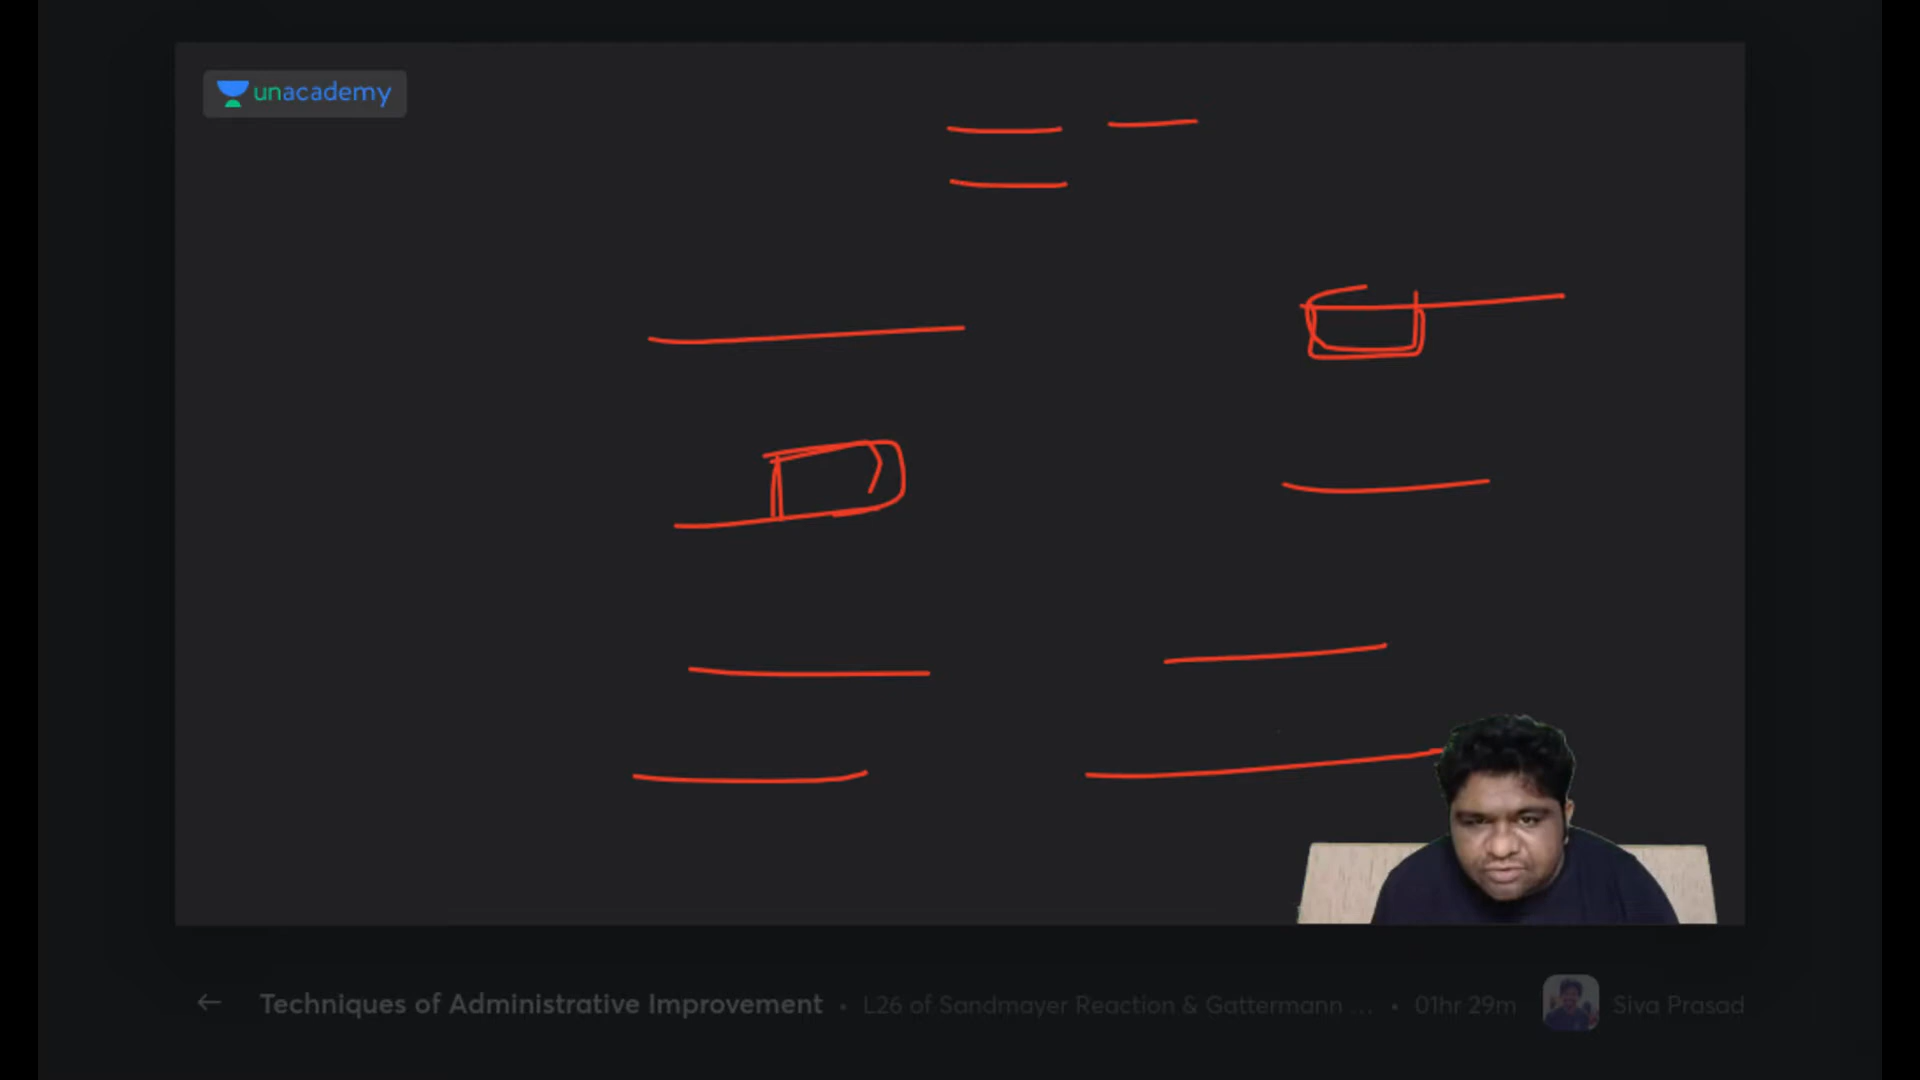 unacademy
Techniques of Administrative Improvement • L26 of Sandmayer Reaction & Gattermann ... • 01hr 29m Siva Prasad